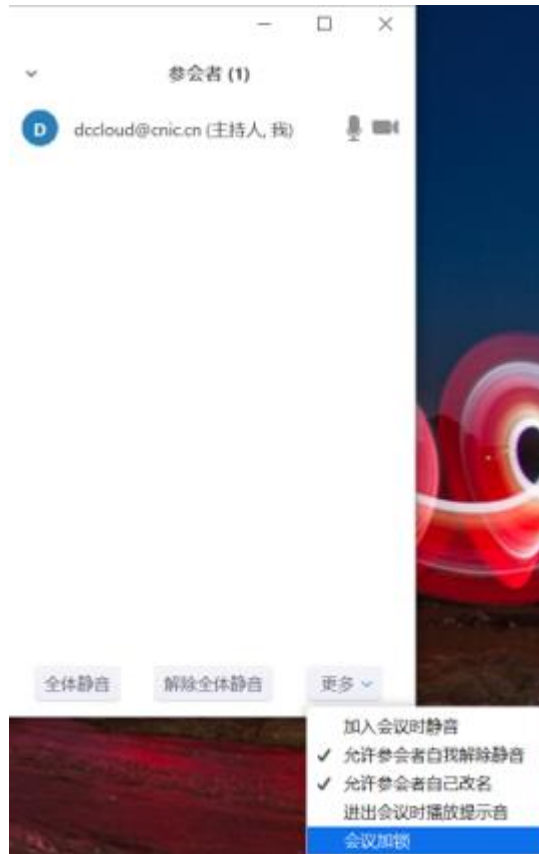 参会者 (1)
D
dccloud@cnic.cn (主持人, 我)
全体静音
解除全体静音
更多
加入会议时静音
✓ 允许参会者自我解除静音
✓ 允许参会者自己改名
进出会议时播放提示音
会议加锁